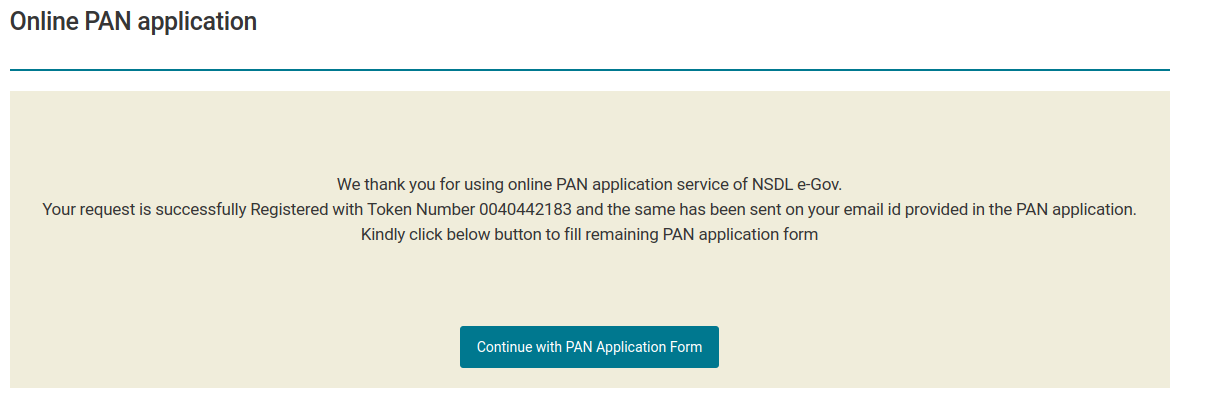 Online PAN application
We thank you for using online PAN application service of NSDL e-Gov.
Your request is successfully Registered with Token Number 0040442183 and the same has been sent on your email id provided in the PAN application.
Kindly click below button to fill remaining PAN application form
Continue with PAN Application Form